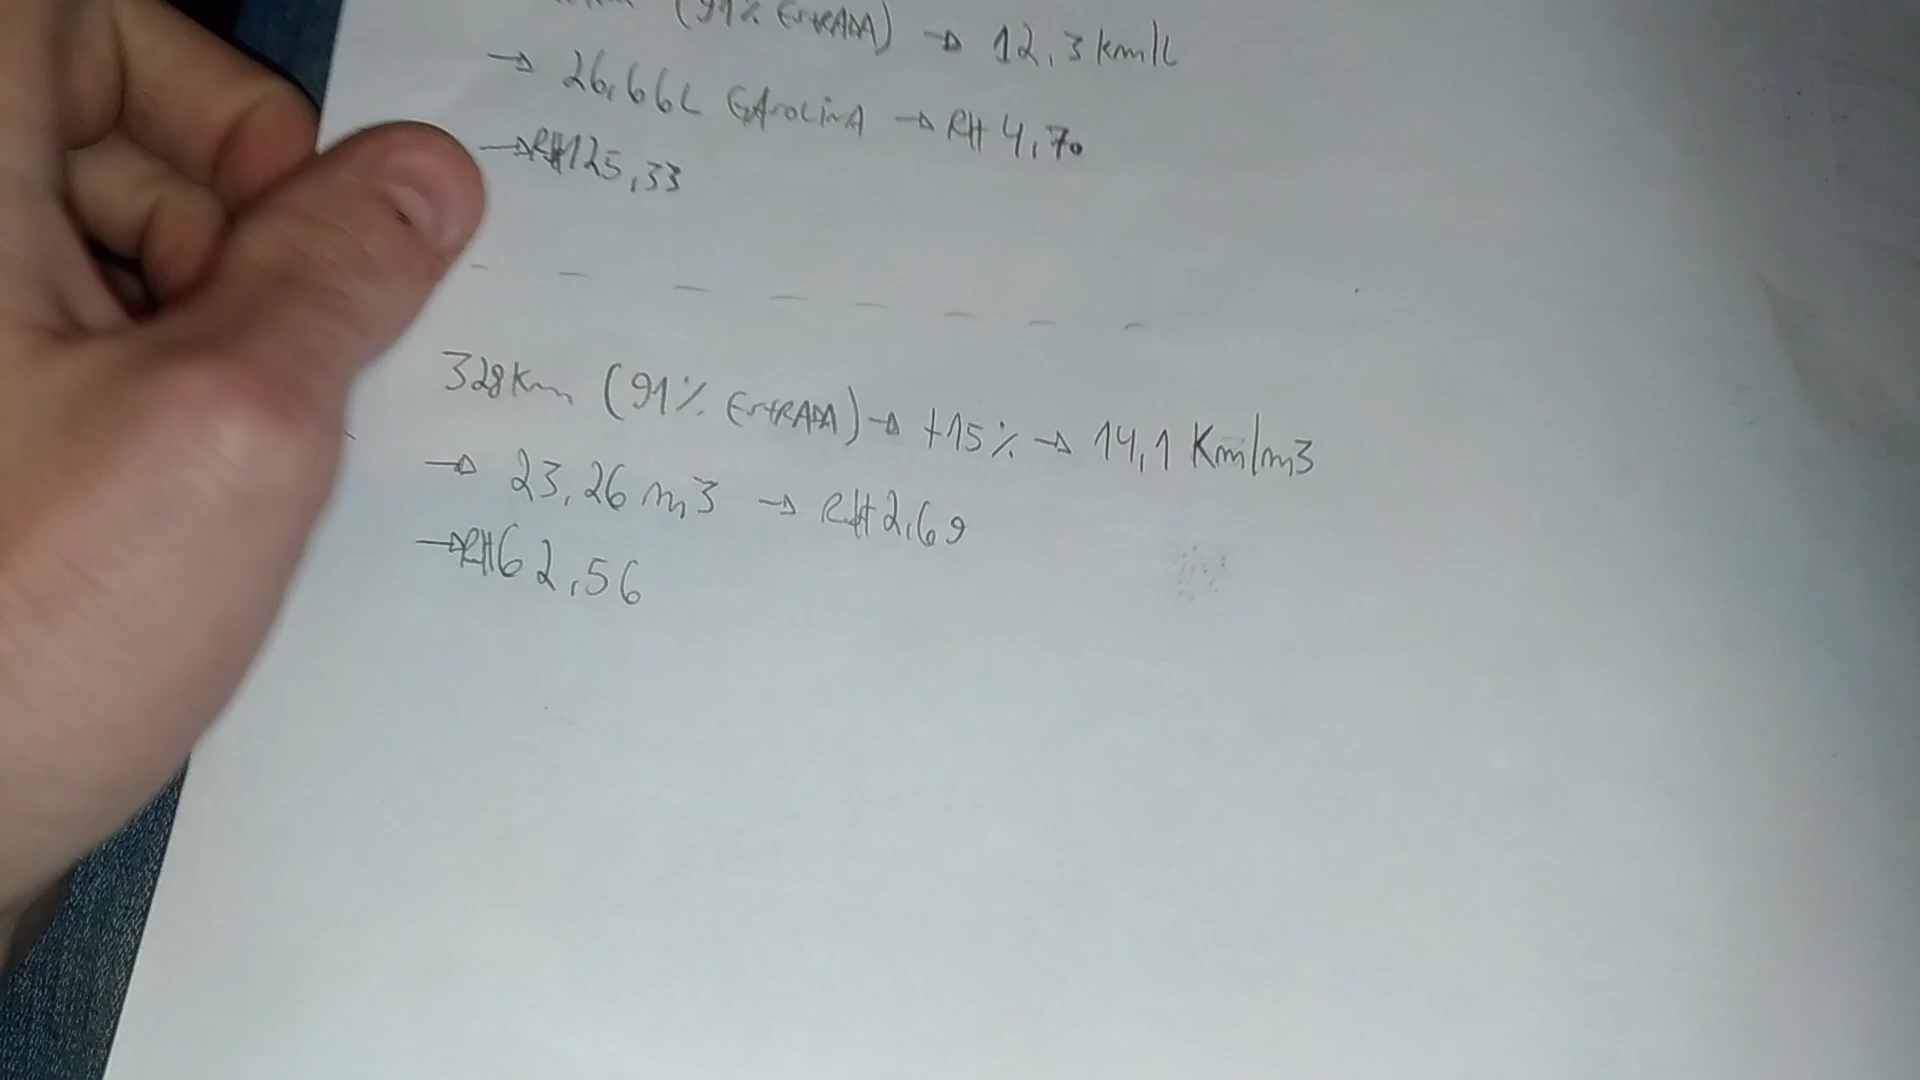 (91% ESTRADA) → 12,3 km/L
→ 26,66L GASOLINA → R$ 4,70
→ R$125,33
328Km (91% ESTRADA) → +15% → 14,1 Km/m3
→ 23,26 m3 → R$ 2,69
→ R$62,56